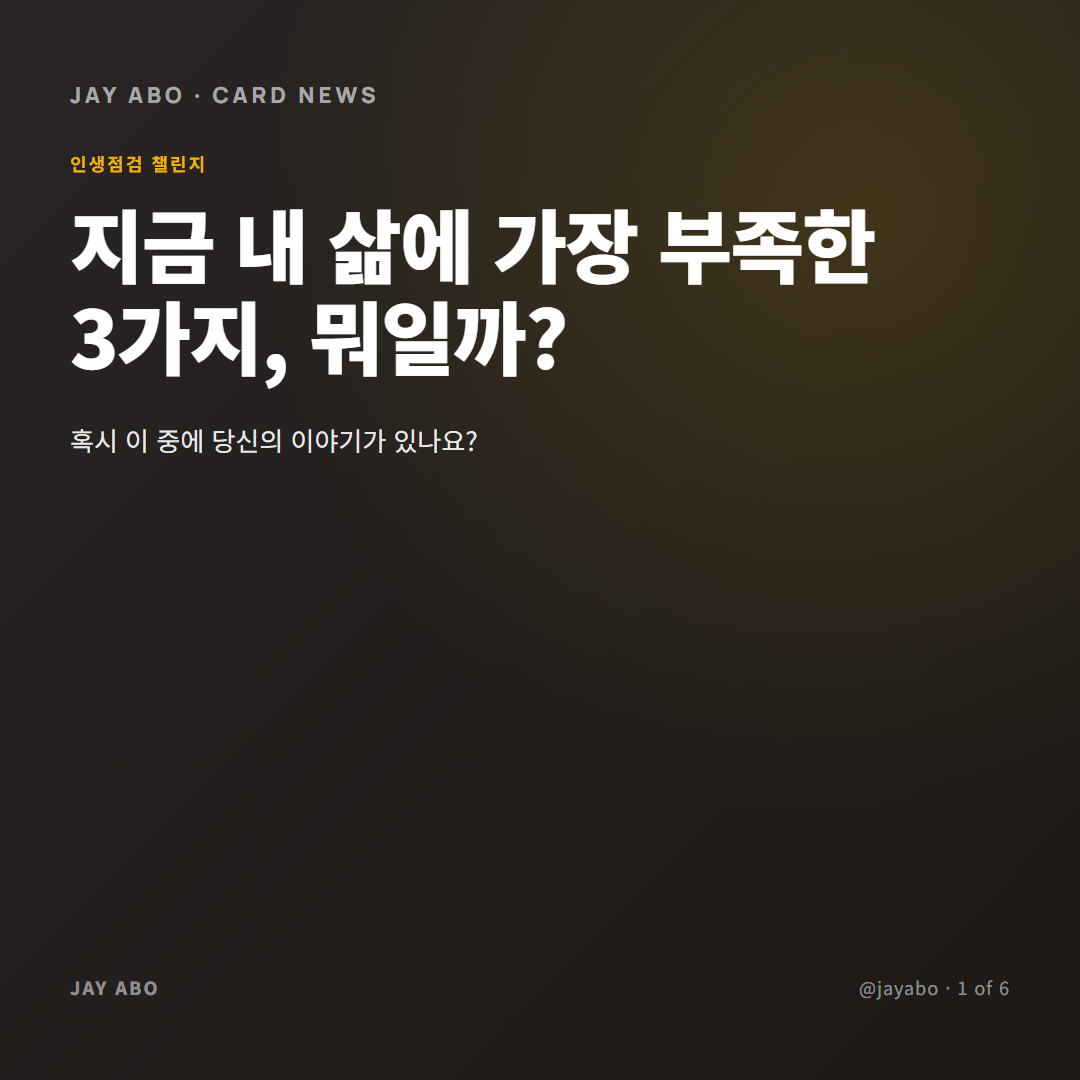 JAY ABO · CARD NEWS
인생점검 챌린지
지금 내 삶에 가장 부족한
3가지, 뭐일까?
혹시 이 중에 당신의 이야기가 있나요?
JAY ABO
@jayabo · 1 of 6